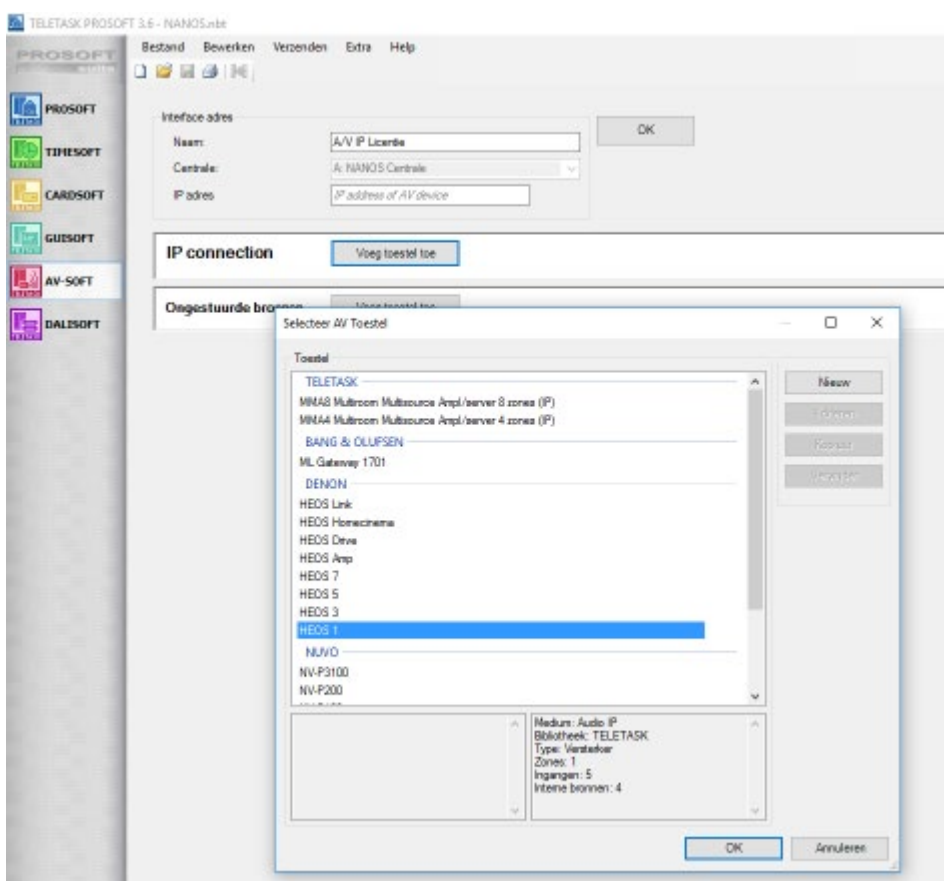 TELETASK PROSOFT 3.6 - NANOS.nbt
PROSOFT
Bestand Bewerken Verzenden Extra Help
PROSOFT
TIMESOFT
CARDSOFT
GUISOFT
AV-SOFT
DALISOFT
Interface adres
Naam: A/V IP Licentie
Centrale: A: NANOS Centrale
IP adres IP address of AV device
OK
IP connection Voeg toestel toe
Ongestuurde bronnen Voeg toestel toe
Selecteer AV Toestel
Toestel
TELETASK
MMA8 Multiroom Multisource Ampl/server 8 zones (IP)
MMA4 Multiroom Multisource Ampl/server 4 zones (IP)
BANG & OLUFSEN
ML Gateway 1701
DENON
HEOS Link
HEOS Homecinema
HEOS Drive
HEOS Amp
HEOS 7
HEOS 5
HEOS 3
HEOS 1
NUVO
NV-P3100
NV-P200
Nieuw
Medium: Audio IP
Bibliotheek: TELETASK
Type: Versterker
Zones: 1
Ingangen: 5
Interne bronnen: 4
OK Annuleren